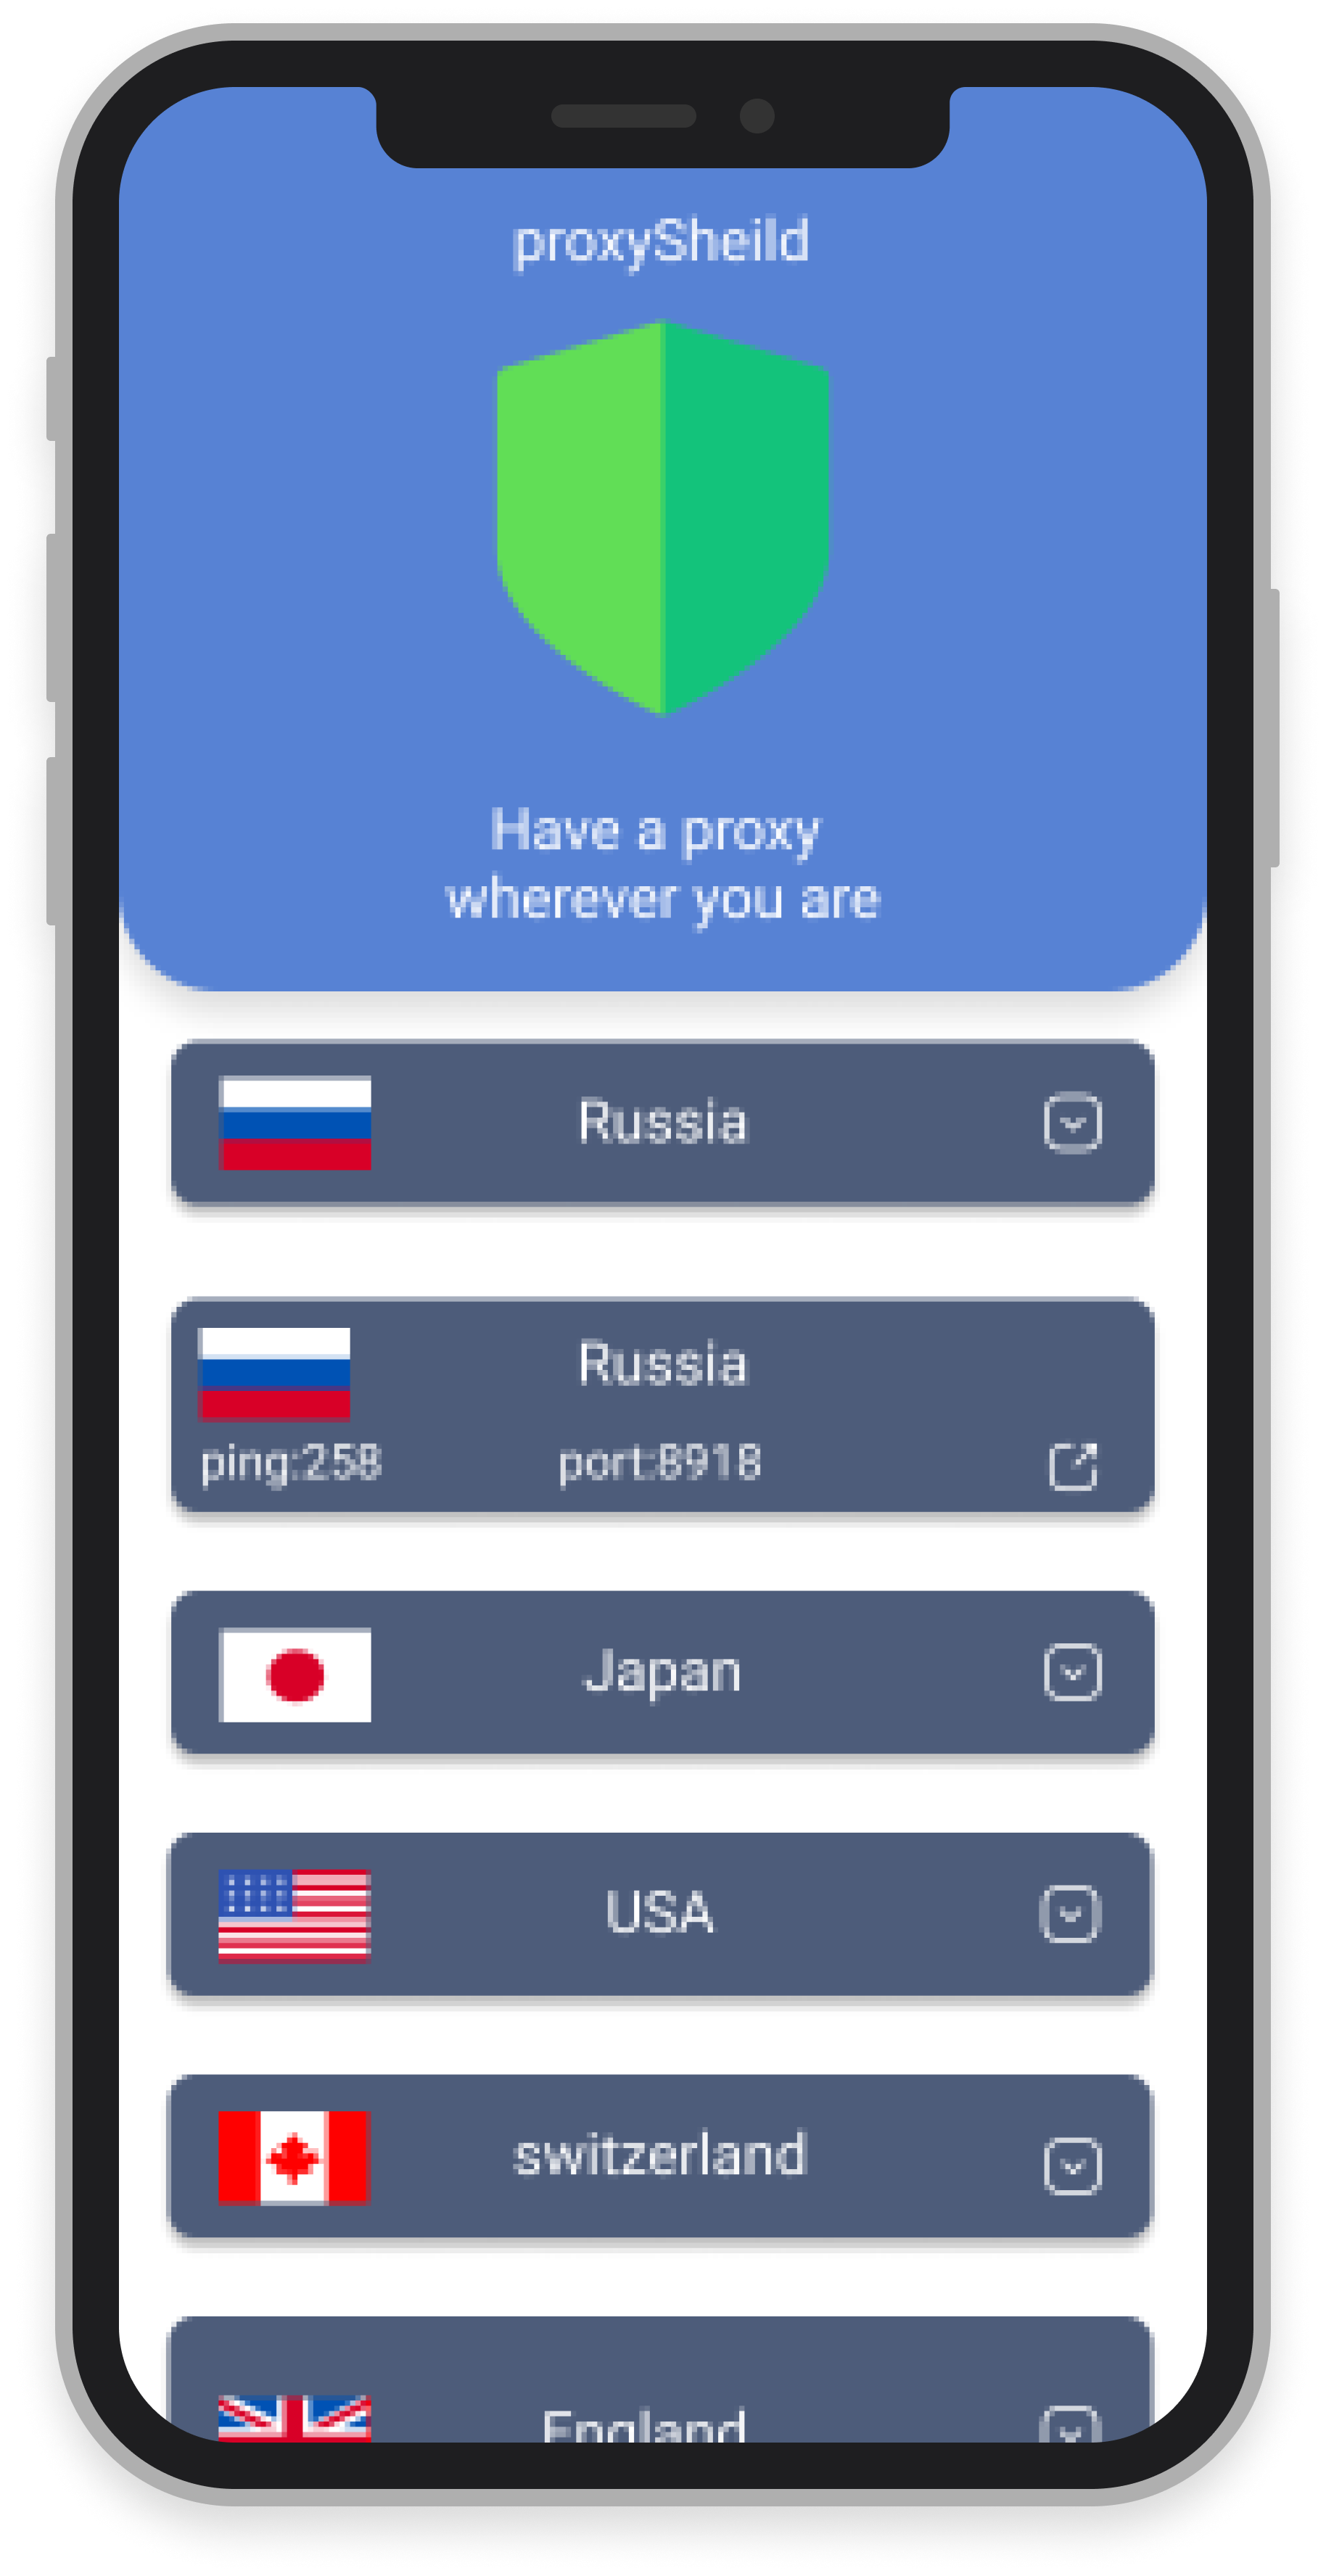 proxySheild
Have a proxy
wherever you are
Russia
Russia
ping:258 port:8918
Japan
USA
switzerland
England